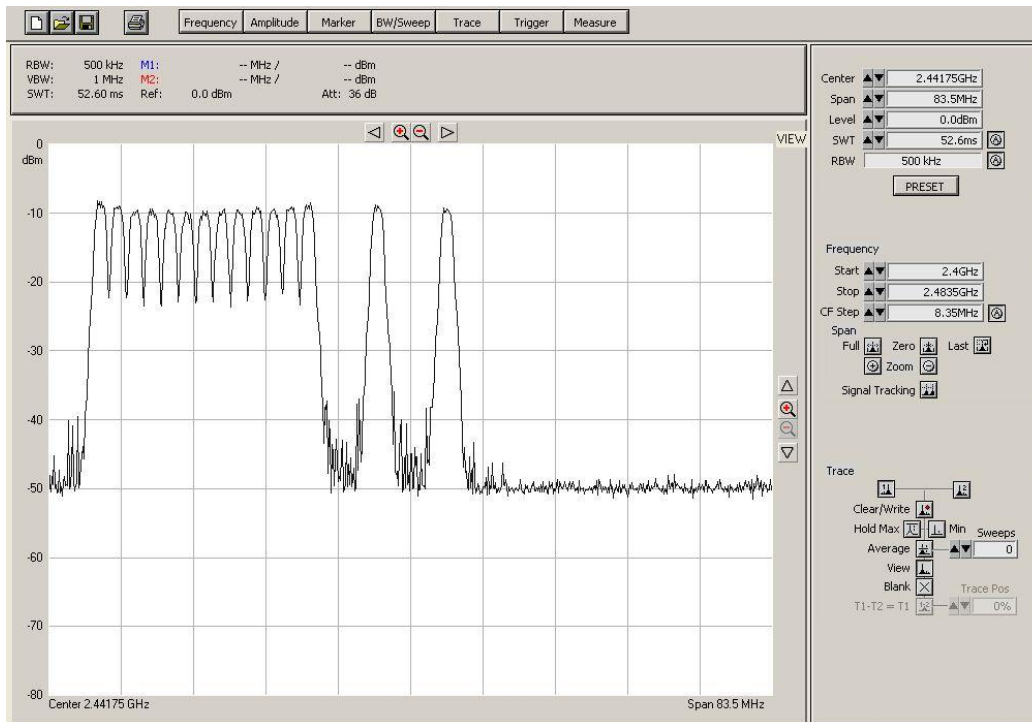 Frequency Amplitude Marker BW/Sweep Trace Trigger Measure
RBW: 500 kHz M1: -- MHz / -- dBm
VBW: 1 MHz M2: -- MHz / -- dBm
SWT: 52.60 ms Ref: 0.0 dBm Att: 36 dB
VIEW
0
dBm
-10
-20
-30
-40
-50
-60
-70
-80
Center 2.44175 GHz Span 83.5 MHz
Center 2.44175GHz
Span 83.5MHz
Level 0.0dBm
SWT 52.6ms
RBW 500 kHz
PRESET
Frequency
Start 2.4GHz
Stop 2.4835GHz
CF Step 8.35MHz
Span
Full Zero Last
Zoom
Signal Tracking
Trace
1 2
Clear/Write
Hold Max Min Sweeps
Average 0
View
Blank Trace Pos
T1-T2 = T1 0%